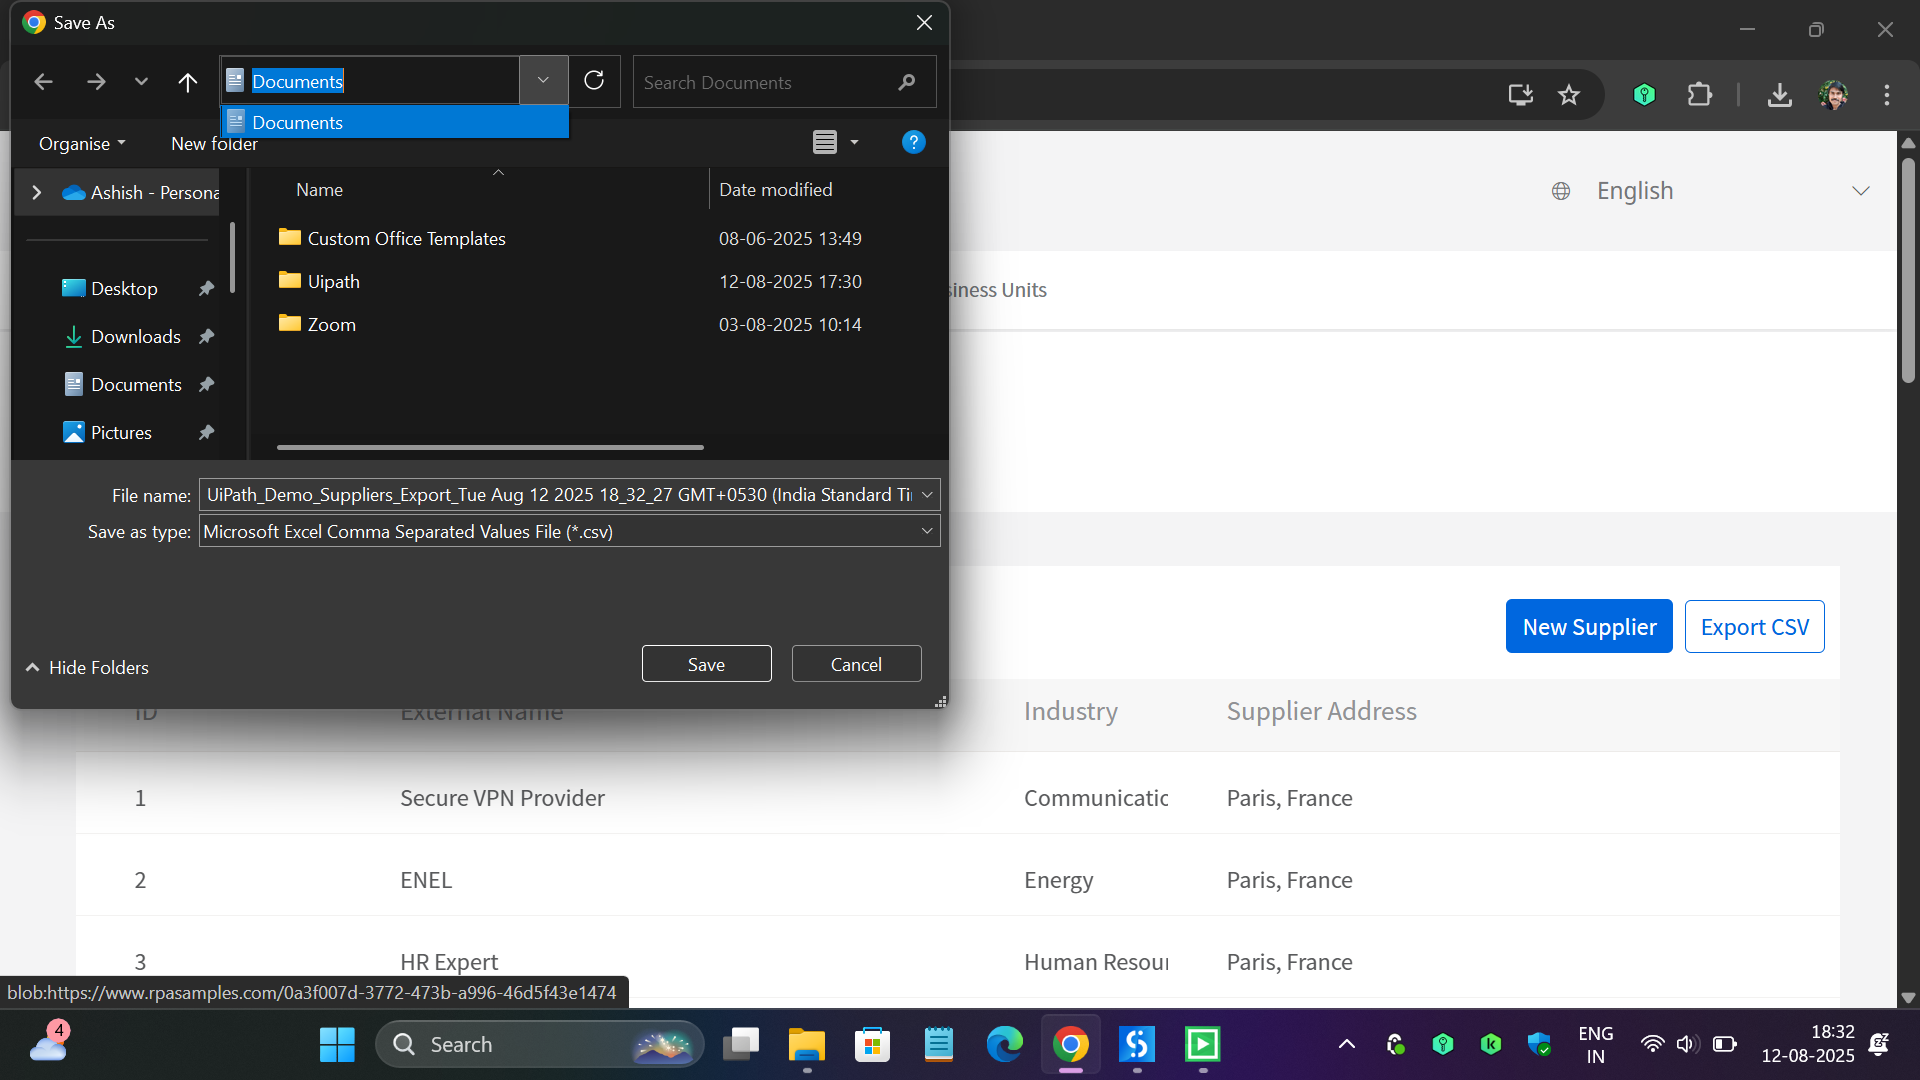 Save As
Documents
Search Documents
Documents
Organise
New folder
?
English
Ashish - Persona
Name
Date modified
Custom Office Templates
08-06-2025 13:49
Uipath
12-08-2025 17:30
Zoom
03-08-2025 10:14
Desktop
Downloads
Documents
Pictures
siness Units
File name:
UiPath_Demo_Suppliers_Export_Tue Aug 12 2025 18_32_27 GMT+0530 (India Standard Ti
Save as type:
Microsoft Excel Comma Separated Values File (*.csv)
Hide Folders
Save
Cancel
New Supplier
Export CSV
ID
External Name
Industry
Supplier Address
1
Secure VPN Provider
Communicatic
Paris, France
2
ENEL
Energy
Paris, France
3
HR Expert
Human Resour
Paris, France
blob:https://www.rpasamples.com/0a3f007d-3772-473b-a996-46d5f43e1474
4
Search
ENG
IN
18:32
12-08-2025